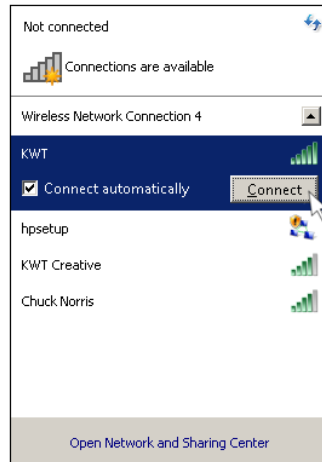 Not connected
Connections are available
Wireless Network Connection 4
KWT
Connect automatically
Connect
hpsetup
KWT Creative
Chuck Norris
Open Network and Sharing Center